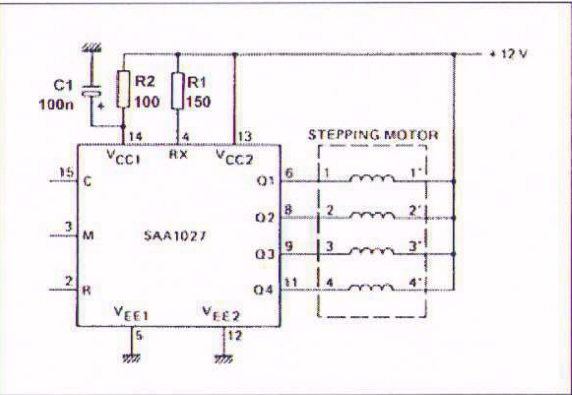 + 12 V
C1
100n
+
R2
100
R1
150
14
4
13
STEPPING MOTOR
VCC1
RX
VCC2
15
C
Q1
6
1
1'
3
M
SAA1027
Q2
8
2
2'
Q3
9
3
3'
2
R
Q4
11
4
4'
VEE1
VEE2
5
12